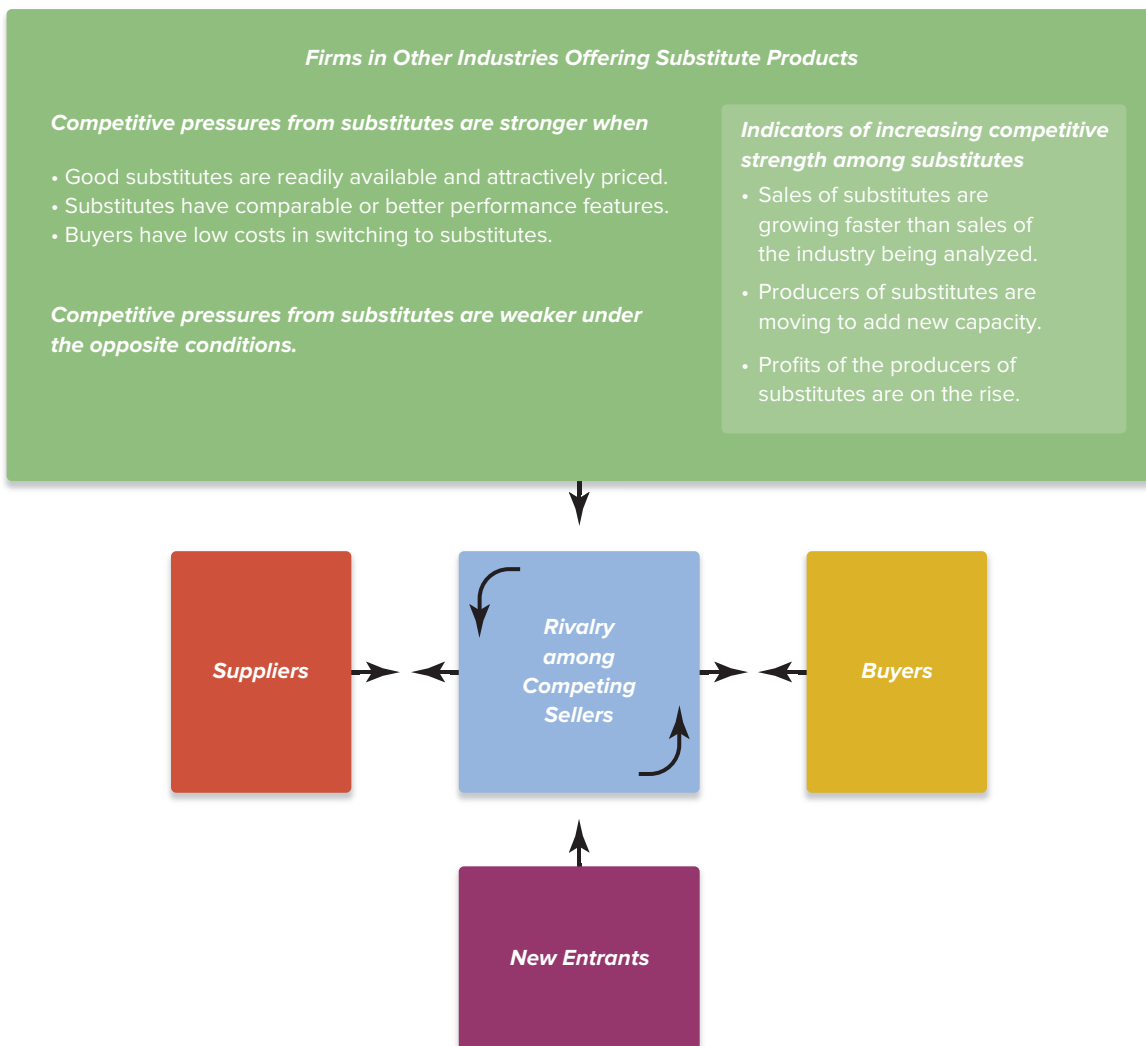 Firms in Other Industries Offering Substitute Products
Competitive pressures from substitutes are stronger when
• Good substitutes are readily available and attractively priced.
• Substitutes have comparable or better performance features.
• Buyers have low costs in switching to substitutes.
Competitive pressures from substitutes are weaker under
the opposite conditions.
Indicators of increasing competitive
strength among substitutes
• Sales of substitutes are
growing faster than sales of
the industry being analyzed.
• Producers of substitutes are
moving to add new capacity.
• Profits of the producers of
substitutes are on the rise.
Suppliers
Rivalry
among
Competing
Sellers
Buyers
New Entrants